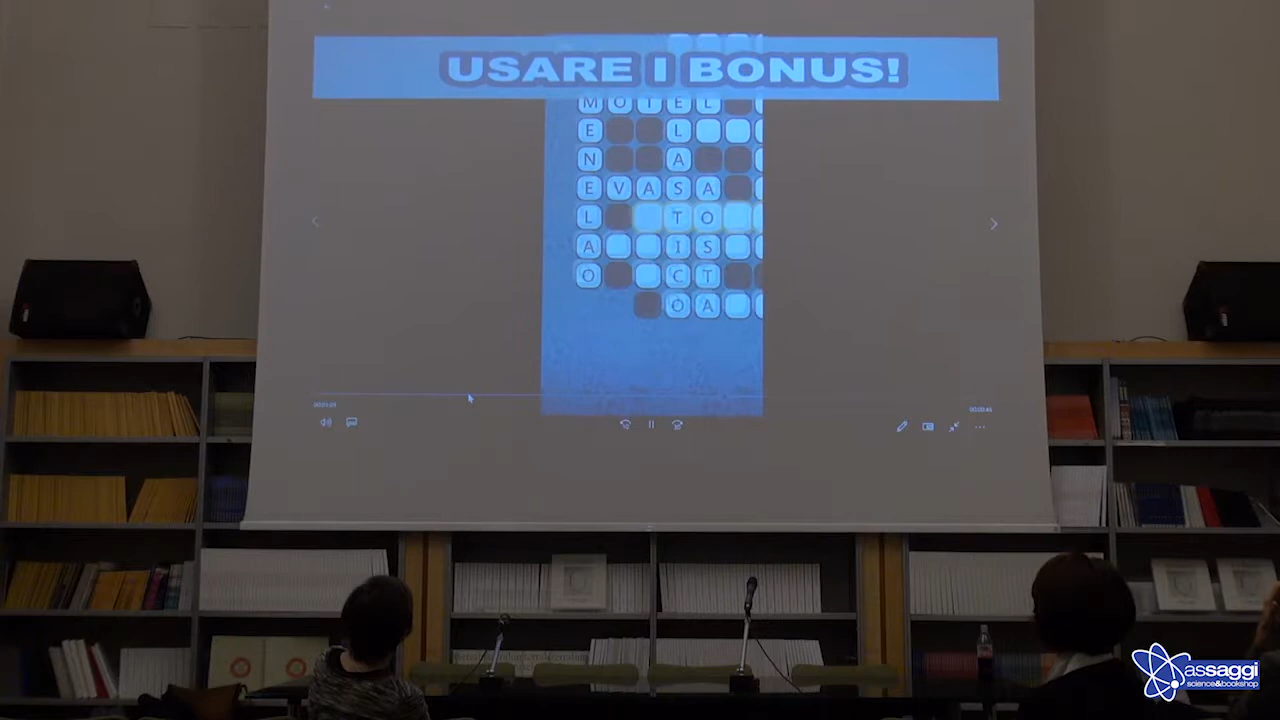 USARE I BONUS!
MOTEL
E L
N A
EVASA
L TO
A IS
O CT
OA
assaggi
science&bookshop